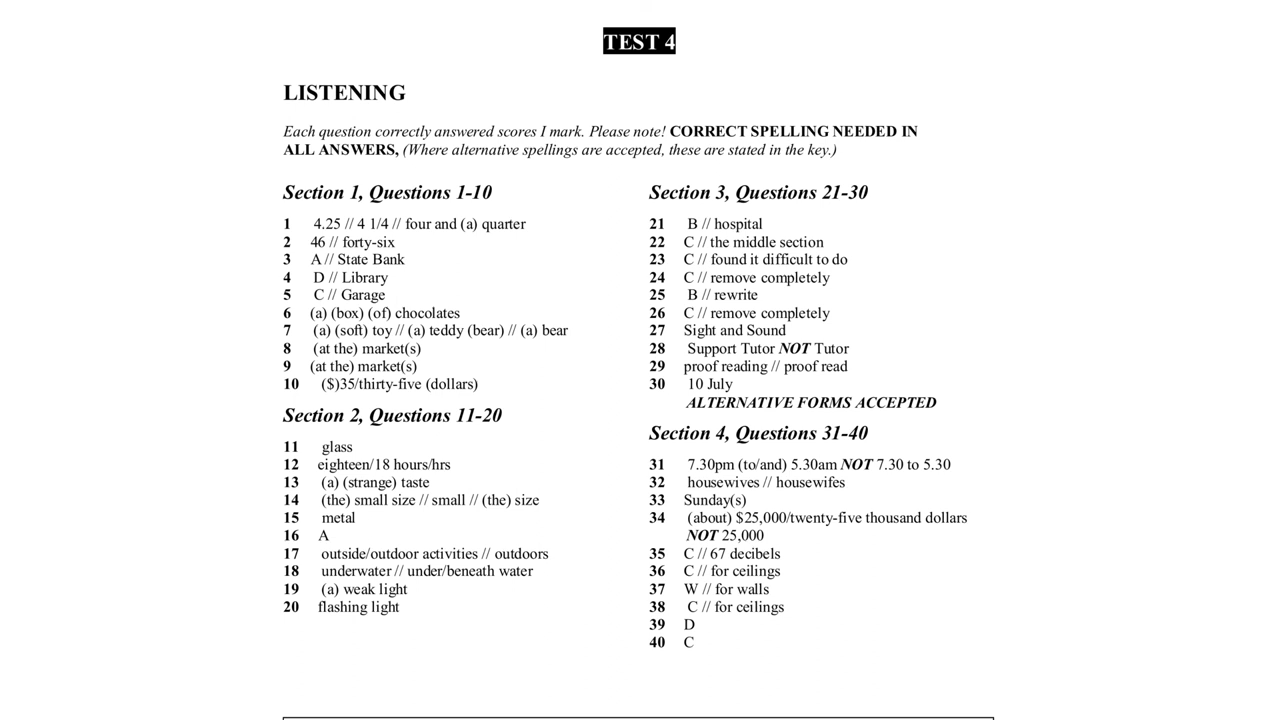 TEST 4
LISTENING
Each question correctly answered scores I mark. Please note! CORRECT SPELLING NEEDED IN
ALL ANSWERS, (Where alternative spellings are accepted, these are stated in the key.)
Section 1, Questions 1-10
1 4.25 // 4 1/4 // four and (a) quarter
2 46 // forty-six
3 A // State Bank
4 D // Library
5 C // Garage
6 (a) (box) (of) chocolates
7 (a) (soft) toy // (a) teddy (bear) // (a) bear
8 (at the) market(s)
9 (at the) market(s)
10 ($)35/thirty-five (dollars)
Section 2, Questions 11-20
11 glass
12 eighteen/18 hours/hrs
13 (a) (strange) taste
14 (the) small size // small // (the) size
15 metal
16 A
17 outside/outdoor activities // outdoors
18 underwater // under/beneath water
19 (a) weak light
20 flashing light
Section 3, Questions 21-30
21 B // hospital
22 C // the middle section
23 C // found it difficult to do
24 C // remove completely
25 B // rewrite
26 C // remove completely
27 Sight and Sound
28 Support Tutor NOT Tutor
29 proof reading // proof read
30 10 July
ALTERNATIVE FORMS ACCEPTED
Section 4, Questions 31-40
31 7.30pm (to/and) 5.30am NOT 7.30 to 5.30
32 housewives // housewifes
33 Sunday(s)
34 (about) $25,000/twenty-five thousand dollars
NOT 25,000
35 C // 67 decibels
36 C // for ceilings
37 W // for walls
38 C // for ceilings
39 D
40 C